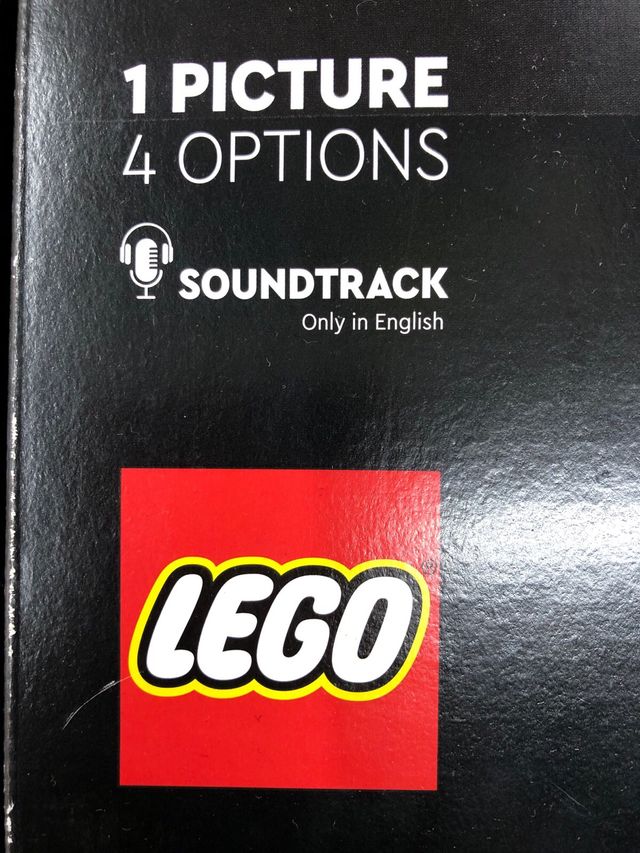 1 PICTURE
4 OPTIONS
SOUNDTRACK
Only in English
LEGO